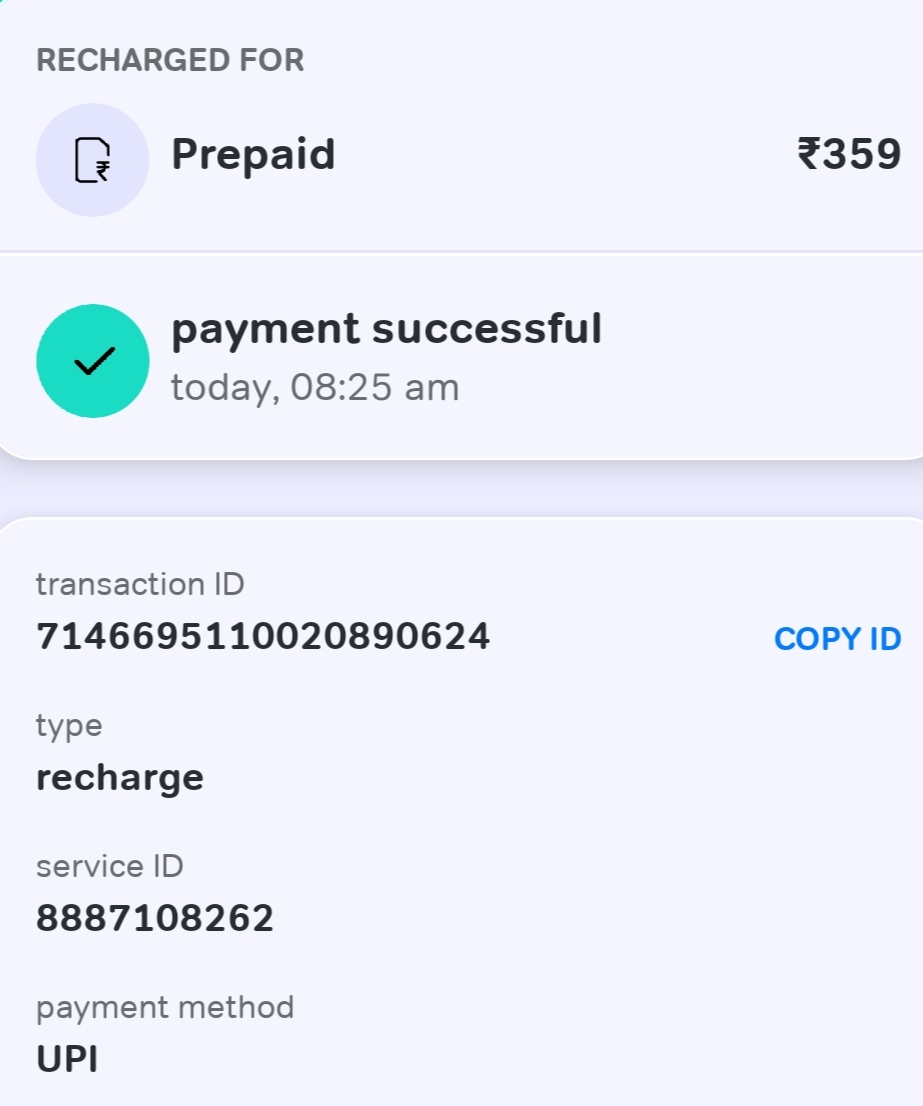 RECHARGED FOR
Prepaid ₹359
payment successful
today, 08:25 am
transaction ID
7146695110020890624 COPY ID
type
recharge
service ID
8887108262
payment method
UPI